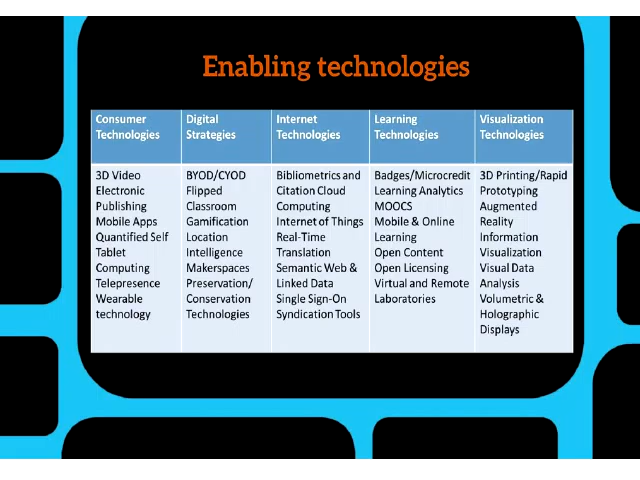 Enabling technologies
Consumer
Technologies
Digital
Strategies
Internet
Technologies
Learning
Technologies
Visualization
Technologies
3D Video
Electronic
Publishing
Mobile Apps
Quantified Self
Tablet
Computing
Telepresence
Wearable
technology
BYOD/CYOD
Flipped
Classroom
Gamification
Location
Intelligence
Makerspaces
Preservation/
Conservation
Technologies
Bibliometrics and
Citation Cloud
Computing
Internet of Things
Real-Time
Translation
Semantic Web &
Linked Data
Single Sign-On
Syndication Tools
Badges/Microcredit
Learning Analytics
MOOCS
Mobile & Online
Learning
Open Content
Open Licensing
Virtual and Remote
Laboratories
3D Printing/Rapid
Prototyping
Augmented
Reality
Information
Visualization
Visual Data
Analysis
Volumetric &
Holographic
Displays